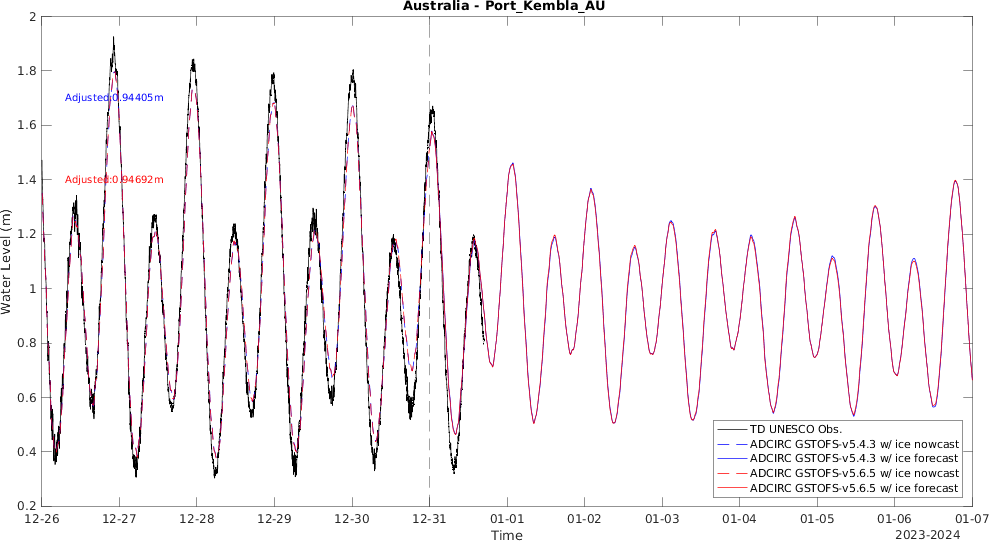 Australia - Port_Kembla_AU
Water Level (m)
2
1.8
1.6
1.4
1.2
1
0.8
0.6
0.4
0.2
Adjusted:0.94405m
Adjusted:0.94692m
TD UNESCO Obs.
ADCIRC GSTOFS-v5.4.3 w/ ice nowcast
ADCIRC GSTOFS-v5.4.3 w/ ice forecast
ADCIRC GSTOFS-v5.6.5 w/ ice nowcast
ADCIRC GSTOFS-v5.6.5 w/ ice forecast
12-26 12-27 12-28 12-29 12-30 12-31 01-01 01-02 01-03 01-04 01-05 01-06 01-07
Time
2023-2024